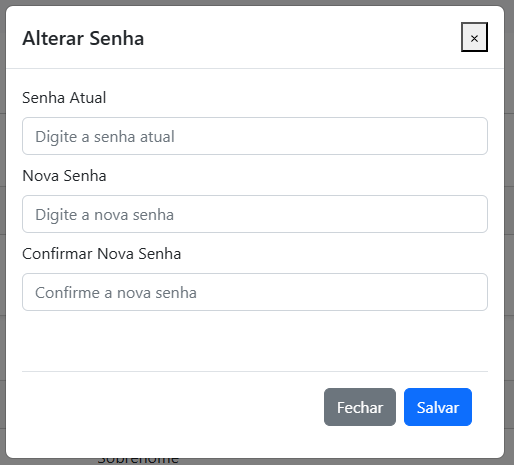 Alterar Senha
×
Senha Atual
Digite a senha atual
Nova Senha
Digite a nova senha
Confirmar Nova Senha
Confirme a nova senha
Fechar Salvar
Sobrenome